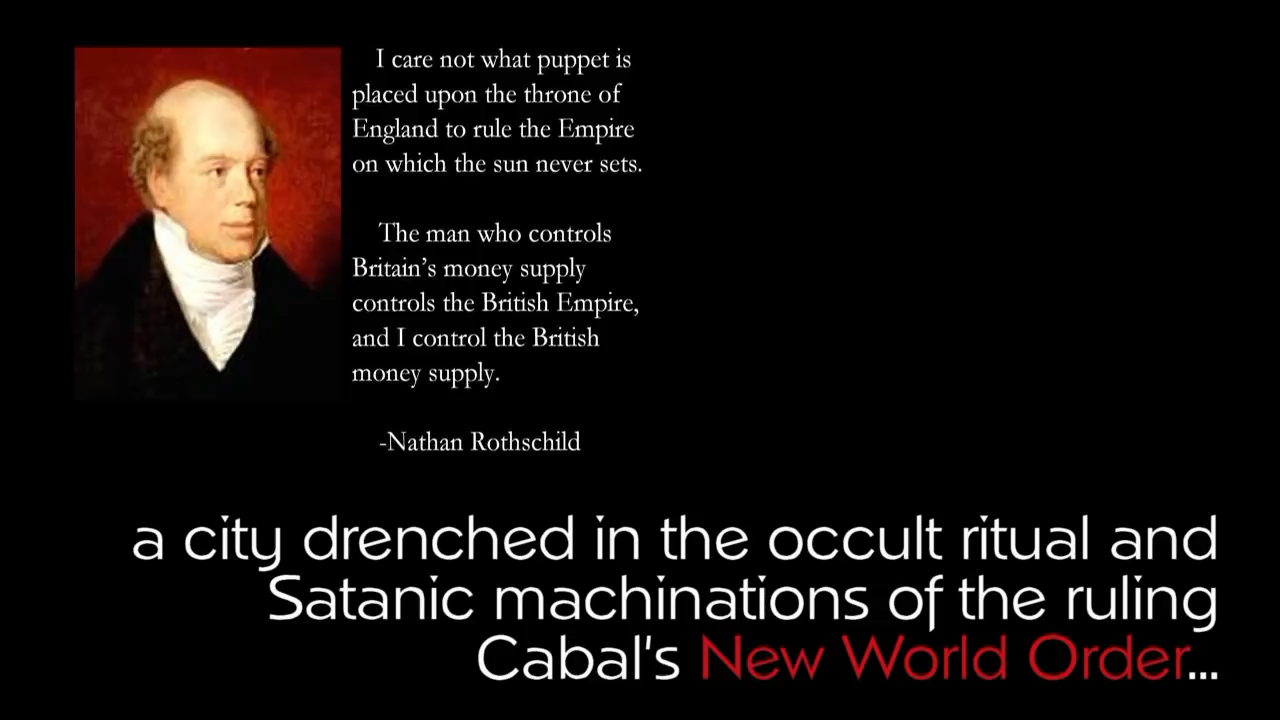 I care not what puppet is
placed upon the throne of
England to rule the Empire
on which the sun never sets.
The man who controls
Britain's money supply
controls the British Empire,
and I control the British
money supply.
-Nathan Rothschild
a city drenched in the occult ritual and
Satanic machinations of the ruling
Cabal's New World Order...